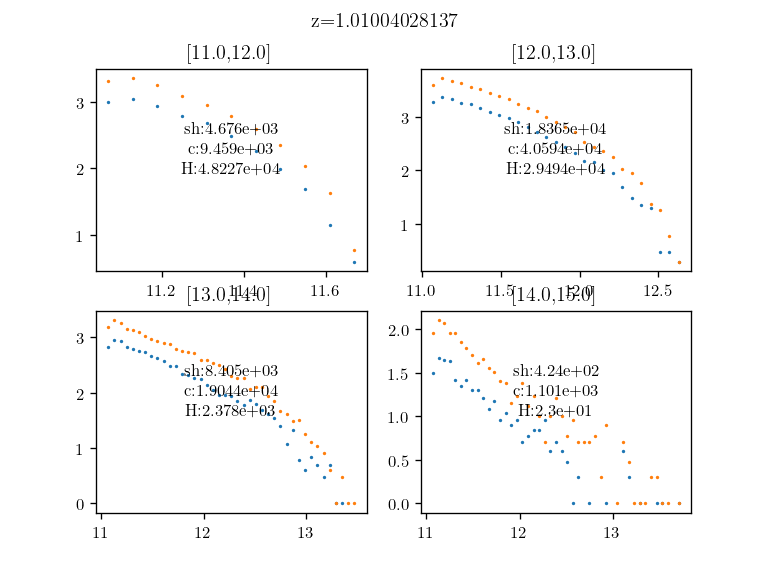 z=1.01004028137
[11.0,12.0]
[12.0,13.0]
3
2
1
sh:4.676e+03
c:9.459e+03
H:4.8227e+04
11.2
11.4
11.6
3
2
1
sh:1.8365e+04
c:4.0594e+04
H:2.9494e+04
11.0
11.5
12.0
12.5
[13.0,14.0]
[14.0,15.0]
3
2
1
0
sh:8.405e+03
c:1.9044e+04
H:2.378e+03
11
12
13
2.0
1.5
1.0
0.5
0.0
sh:4.24e+02
c:1.101e+03
H:2.3e+01
11
12
13